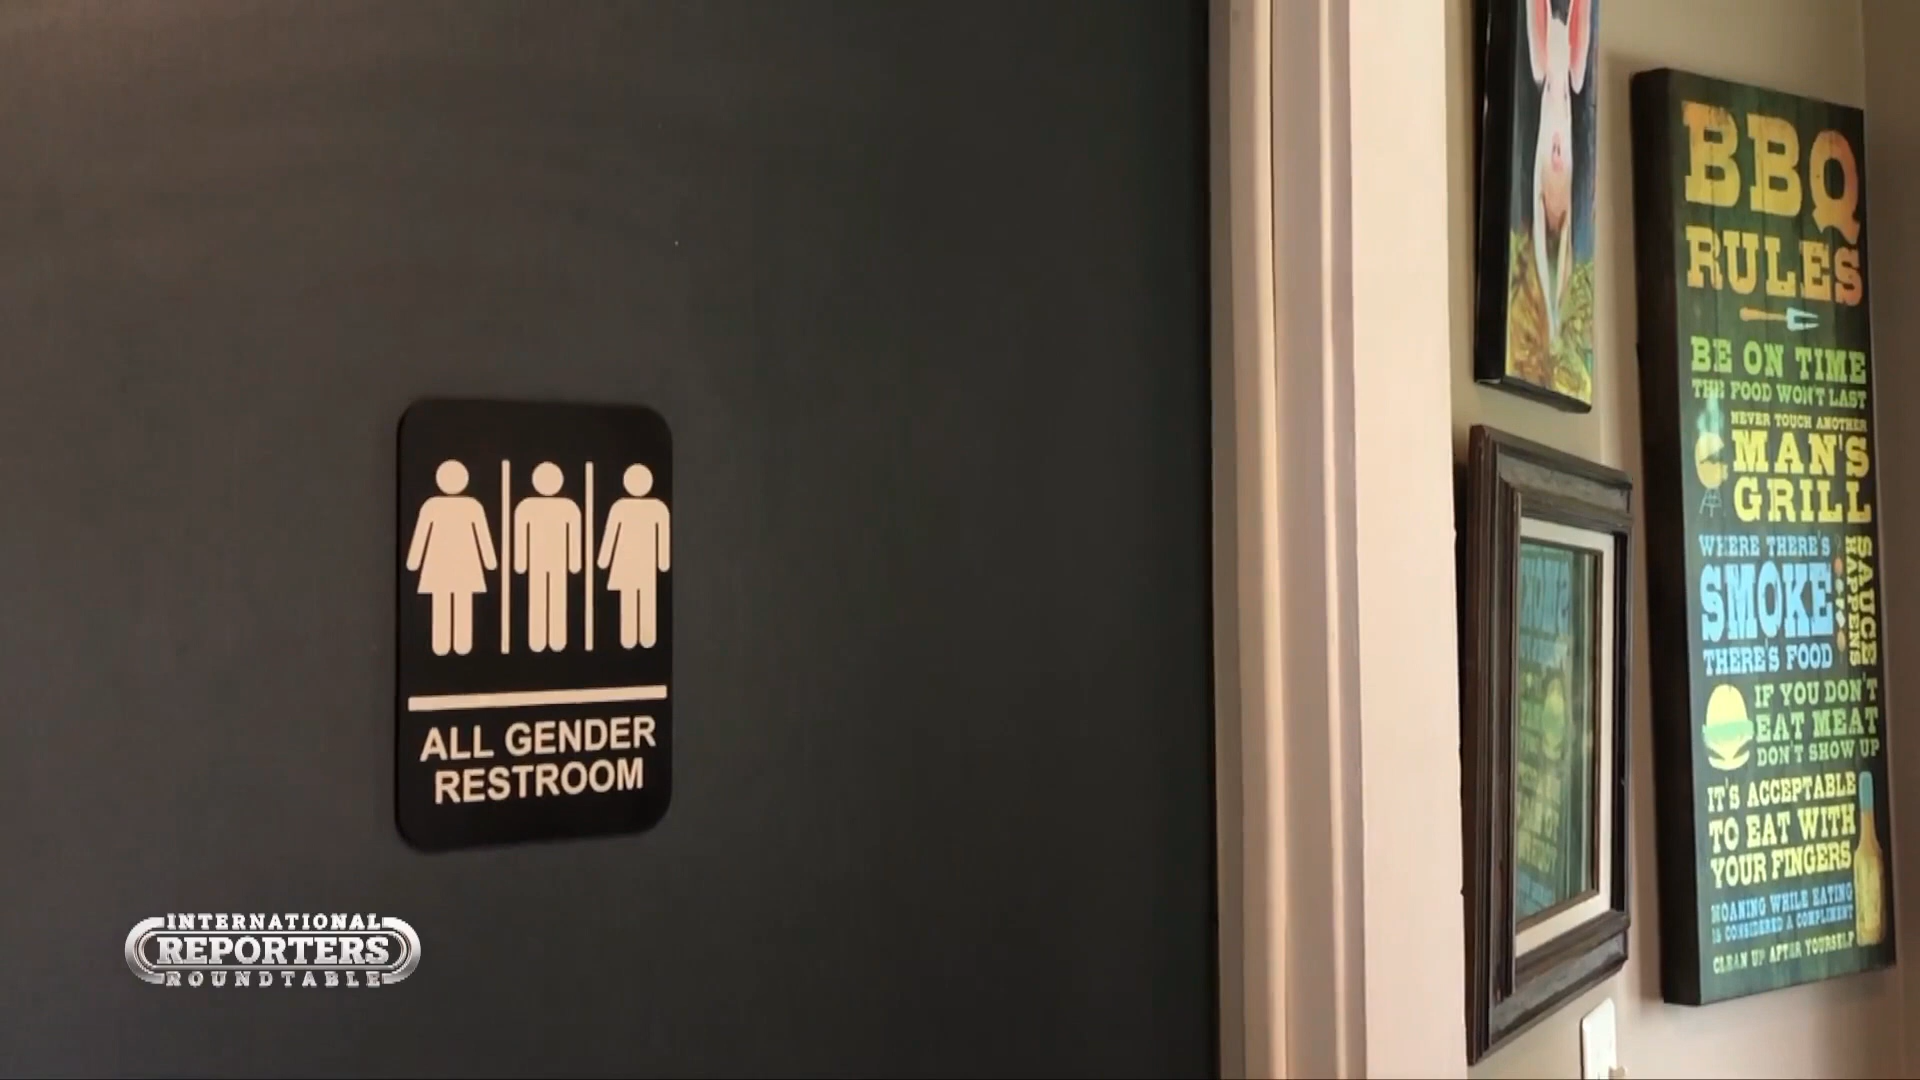 ALL GENDER
RESTROOM
INTERNATIONAL
REPORTERS
ROUNDTABLE
BBQ
RULES
BE ON TIME
THE FOOD WON'T LAST
NEVER TOUCH ANOTHER
MAN'S
GRILL
WHERE THERE'S
SMOKE
THERE'S FOOD
SAUCE
HAPPENS
IF YOU DON'T
EAT MEAT
DON'T SHOW UP
IT'S ACCEPTABLE
TO EAT WITH
YOUR FINGERS
MOANING WHILE EATING
IS CONSIDERED A COMPLIMENT
CLEAN UP AFTER YOURSELF